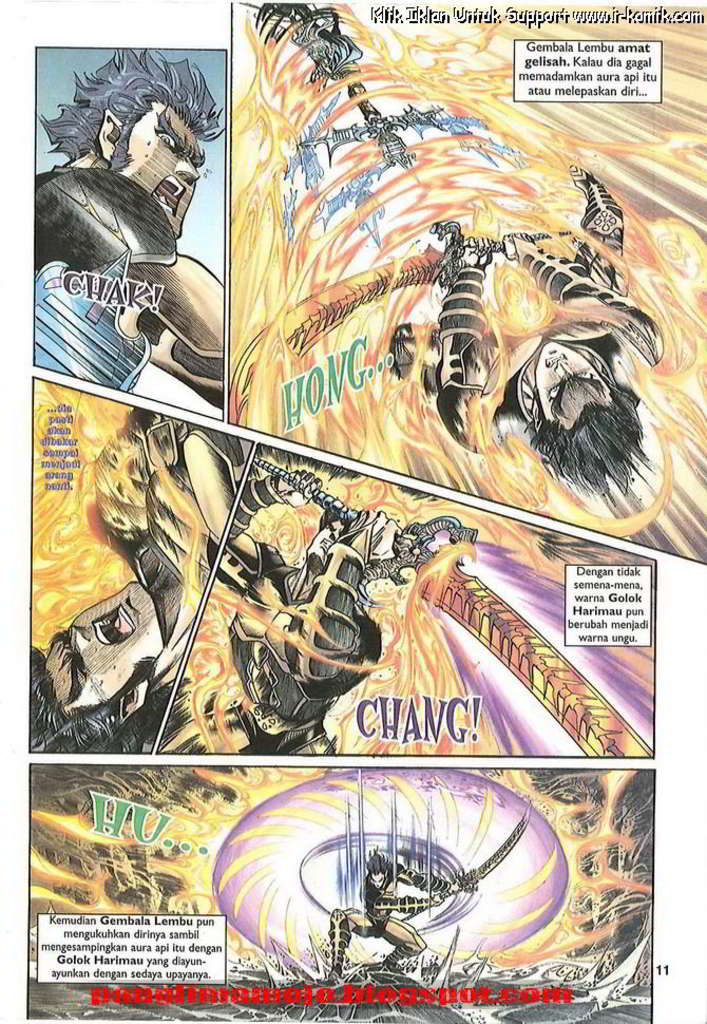 Klik Iklan Untuk Support www.ir-komik.com
Gembala Lembu amat
gelisah. Kalau dia gagal
memadamkan aura api itu
atau melepaskan diri...
CHAK!
HONG...
...dia
pasti
akan
dibakar
sampai
menjadi
arang
nanti.
Dengan tidak
semena-mena,
warna Golok
Harimau pun
berubah menjadi
warna ungu.
CHANG!
HU...
Kemudian Gembala Lembu pun
mengukuhkan dirinya sambil
mengesampingkan aura api itu dengan
Golok Harimau yang diayun-
ayunkan dengan sedaya upayanya.
11
panglimamoja.blogspot.com